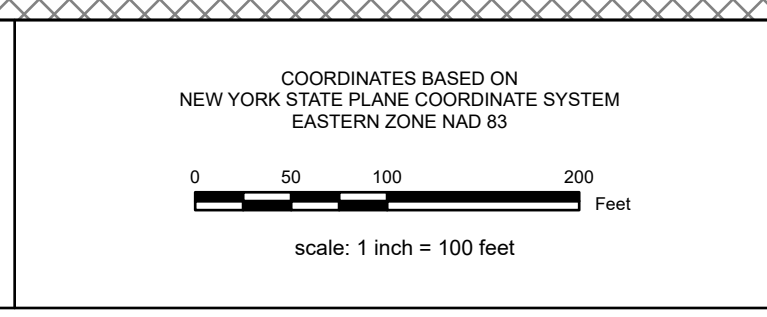 COORDINATES BASED ON
NEW YORK STATE PLANE COORDINATE SYSTEM
EASTERN ZONE NAD 83
0 50 100 200
Feet
scale: 1 inch = 100 feet